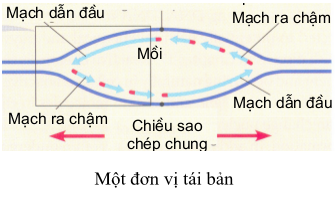 Mạch dẫn đầu
Mạch ra chậm
Mồi
Mạch ra chậm
Mạch dẫn đầu
Chiều sao
chép chung
Một đơn vị tái bản